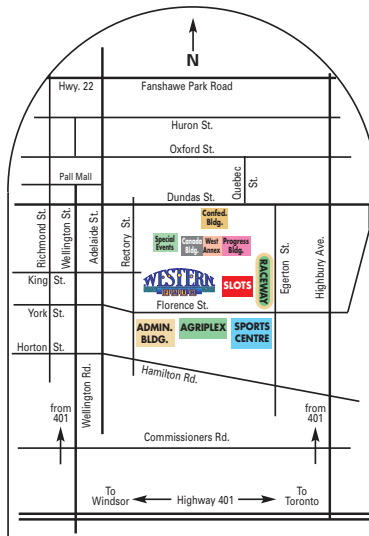 N
Hwy. 22
Fanshawe Park Road
Huron St.
Oxford St.
Pall Mall
Quebec
St.
Dundas St.
Confed.
Bldg.
Special
Events
Canada
Bldg.
West
Annex
Progress
Bldg.
Richmond St.
Wellington St.
Adelaide St.
Rectory St.
Egerton St.
Highbury Ave.
RACEWAY
WESTERN
SLOTS
King St.
Florence St.
York St.
ADMIN.
BLDG.
AGRIPLEX
SPORTS
CENTRE
Horton St.
Hamilton Rd.
Wellington Rd.
from
401
from
401
Commissioners Rd.
To
Windsor
Highway 401
To
Toronto